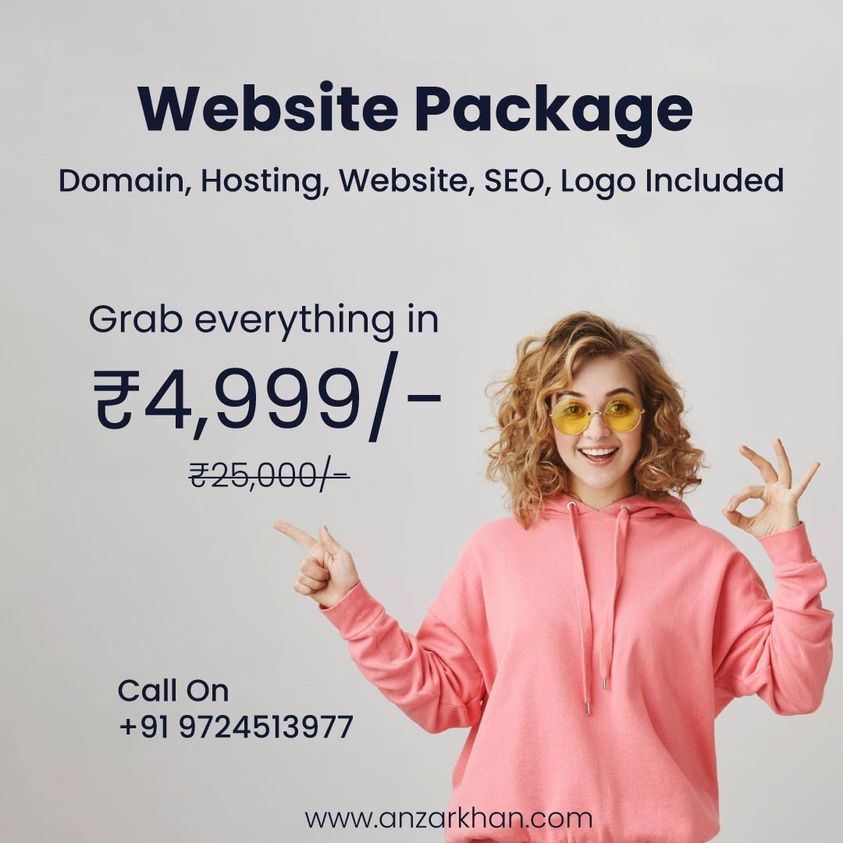 Website Package
Domain, Hosting, Website, SEO, Logo Included
Grab everything in
₹4,999/-
₹25,000/-
Call On
+91 9724513977
www.anzarkhan.com